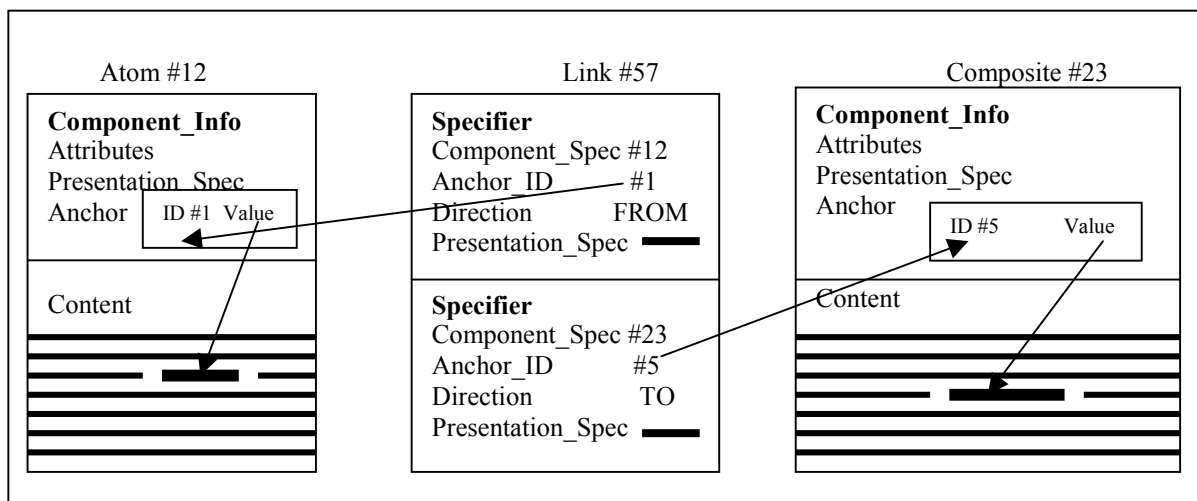 Atom #12
Component_Info
Attributes
Presentation_Spec
Anchor
ID #1 Value
Content
Link #57
Specifier
Component_Spec #12
Anchor_ID #1
Direction FROM
Presentation_Spec
Specifier
Component_Spec #23
Anchor_ID #5
Direction TO
Presentation_Spec
Composite #23
Component_Info
Attributes
Presentation_Spec
Anchor
ID #5 Value
Content